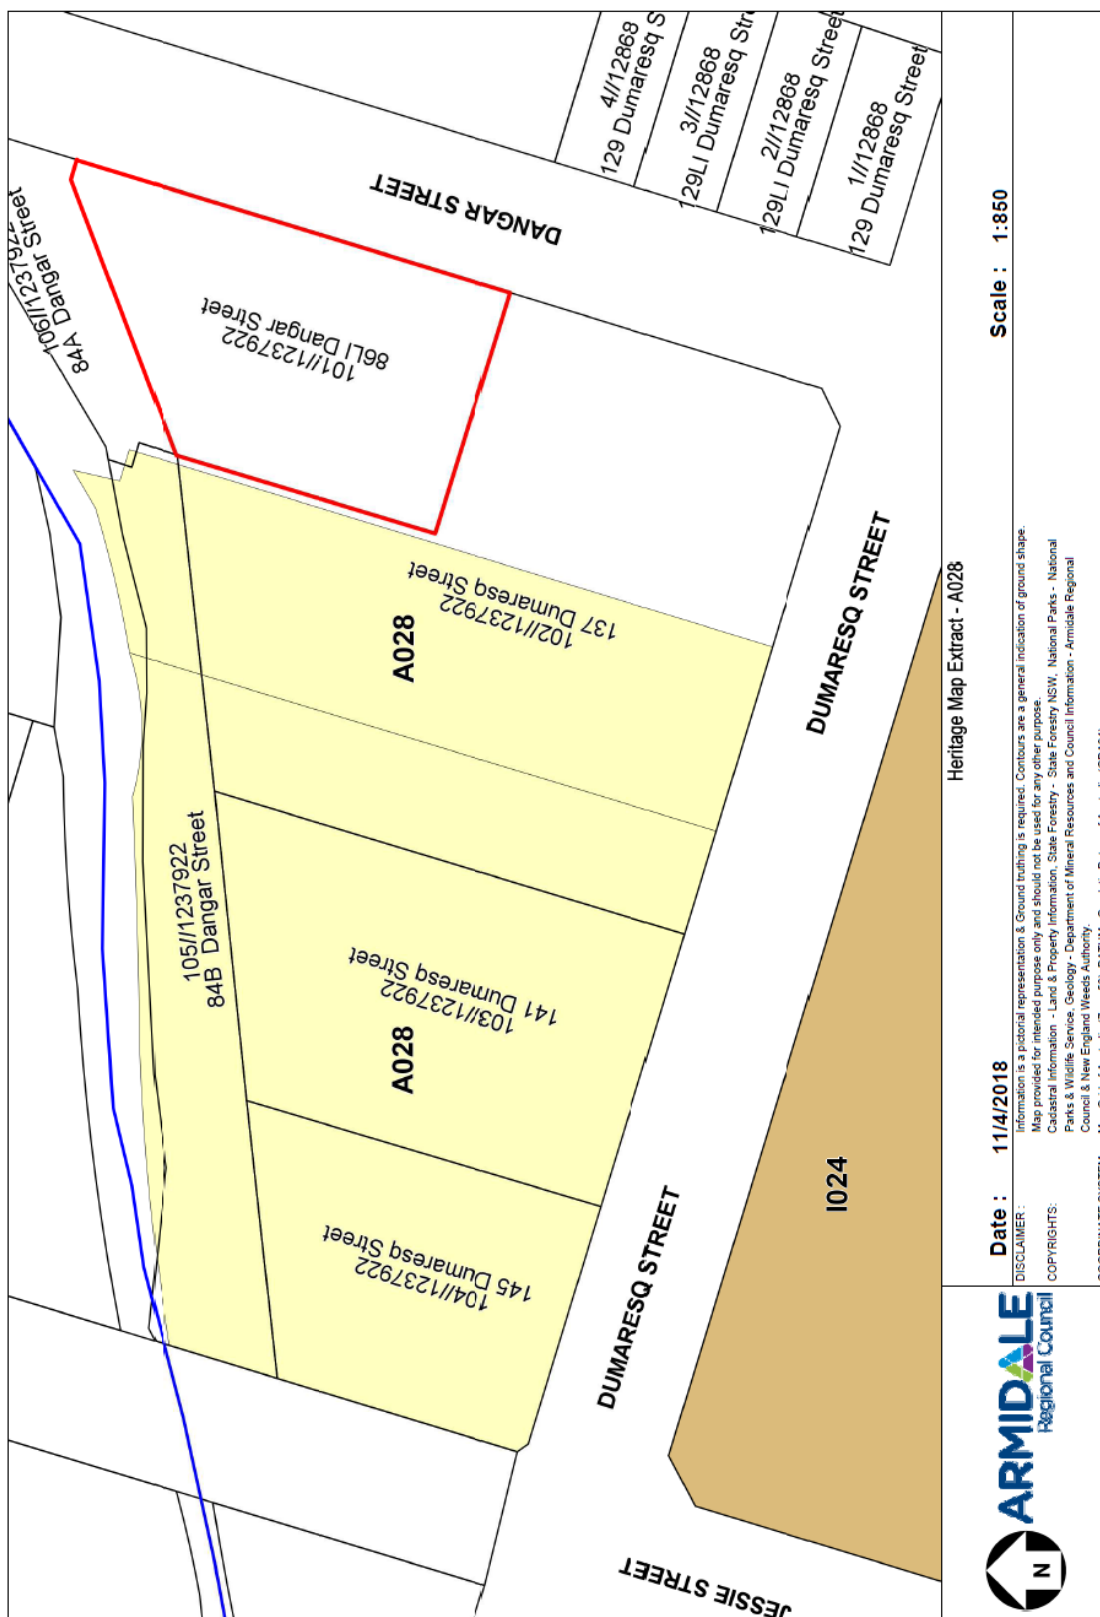 106//1237922
84A Dangar Street
101//1237922
86LI Dangar Street
DANGAR STREET
4//12868
129 Dumaresq S
3//12868
129LI Dumaresq Stre
2//12868
129LI Dumaresq Street
1//12868
129 Dumaresq Street
102//1237922
137 Dumaresq Street
A028
DUMARESQ STREET
105//1237922
84B Dangar Street
103//1237922
141 Dumaresq Street
A028
104//1237922
145 Dumaresq Street
DUMARESQ STREET
I024
JESSIE STREET
Heritage Map Extract - A028
N
ARMIDALE
Regional Council
Date : 11/4/2018
Scale : 1:850
DISCLAIMER : Information is a pictorial representation & Ground truthing is required. Contours are a general indication of ground shape.
Map provided for intended purpose only and should not be used for any other purpose.
COPYRIGHTS: Cadastral Information - Land & Property Information, State Forestry - State Forestry NSW, National Parks - National
Parks & Wildlife Service, Geology - Department of Mineral Resources and Council Information - Armidale Regional
Council & New England Weeds Authority.